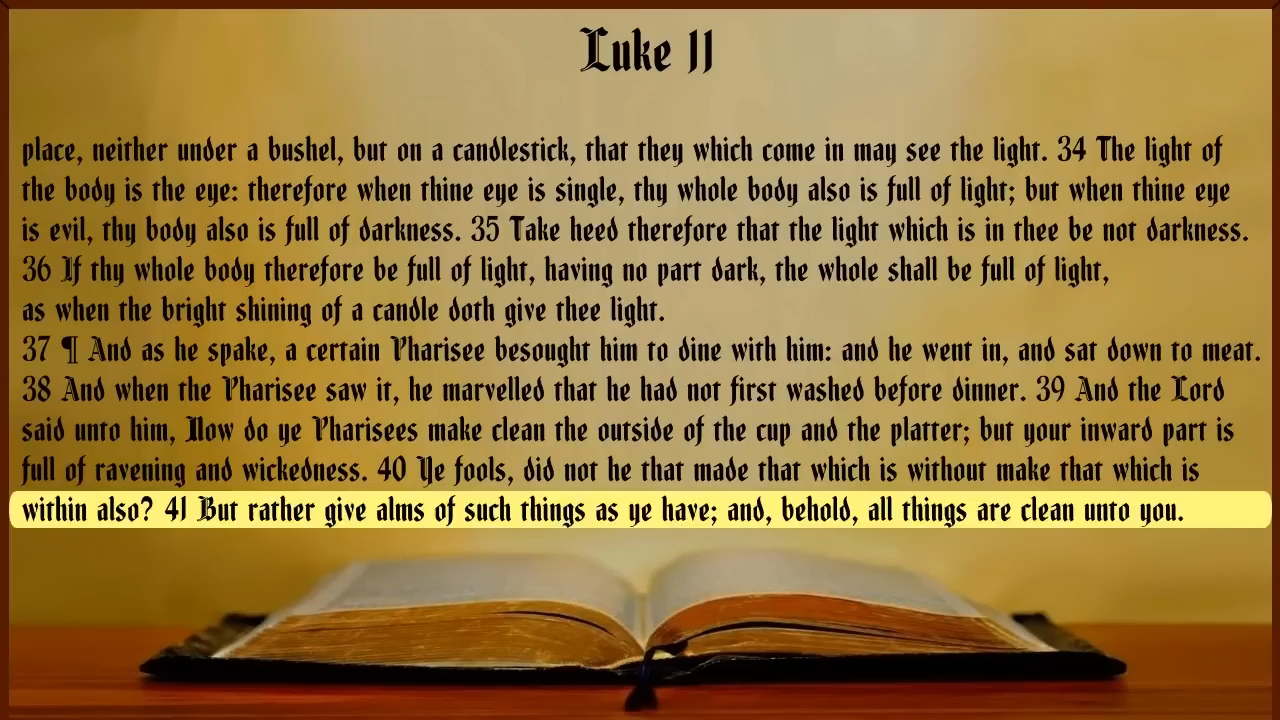 Luke 11
place, neither under a bushel, but on a candlestick, that they which come in may see the light. 34 The light of
the body is the eye: therefore when thine eye is single, thy whole body also is full of light; but when thine eye
is evil, thy body also is full of darkness. 35 Take heed therefore that the light which is in thee be not darkness.
36 If thy whole body therefore be full of light, having no part dark, the whole shall be full of light,
as when the bright shining of a candle doth give thee light.
37 ¶ And as he spake, a certain Pharisee besought him to dine with him: and he went in, and sat down to meat.
38 And when the Pharisee saw it, he marvelled that he had not first washed before dinner. 39 And the Lord
said unto him, Now do ye Pharisees make clean the outside of the cup and the platter; but your inward part is
full of ravening and wickedness. 40 Ye fools, did not he that made that which is without make that which is
within also? 41 But rather give alms of such things as ye have; and, behold, all things are clean unto you.